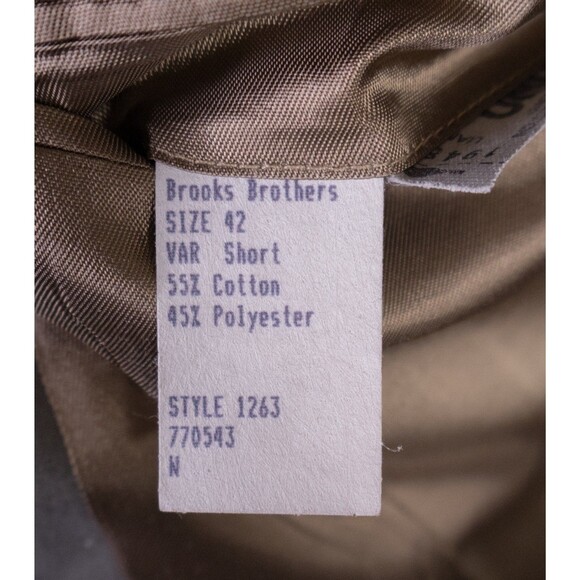 Brooks Brothers
SIZE 42
VAR Short
55% Cotton
45% Polyester
STYLE 1263
770543
N